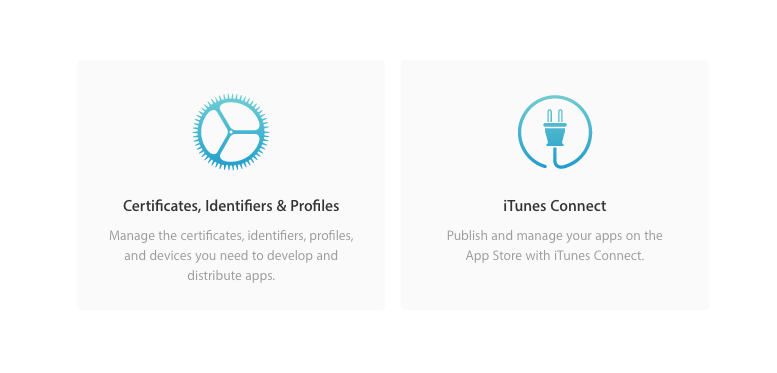 Certificates, Identifiers & Profiles
Manage the certificates, identifiers, profiles,
and devices you need to develop and
distribute apps.
iTunes Connect
Publish and manage your apps on the
App Store with iTunes Connect.